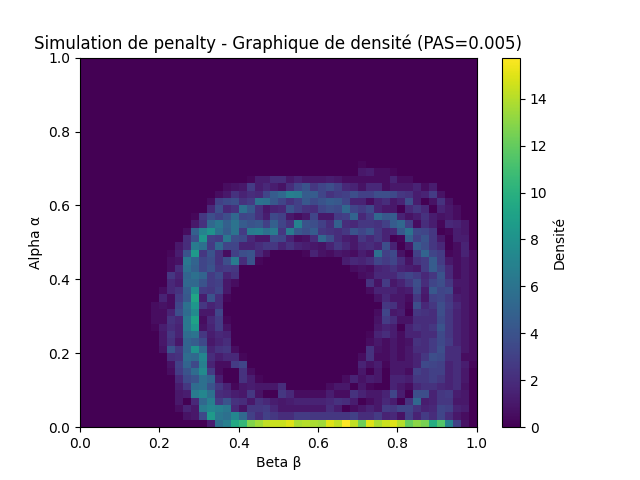 Simulation de penalty - Graphique de densité (PAS=0.005)
1.0
0.8
0.6
0.4
0.2
0.0
Alpha α
0.0 0.2 0.4 0.6 0.8 1.0
Beta β
14
12
10
8
6
4
2
0
Densité